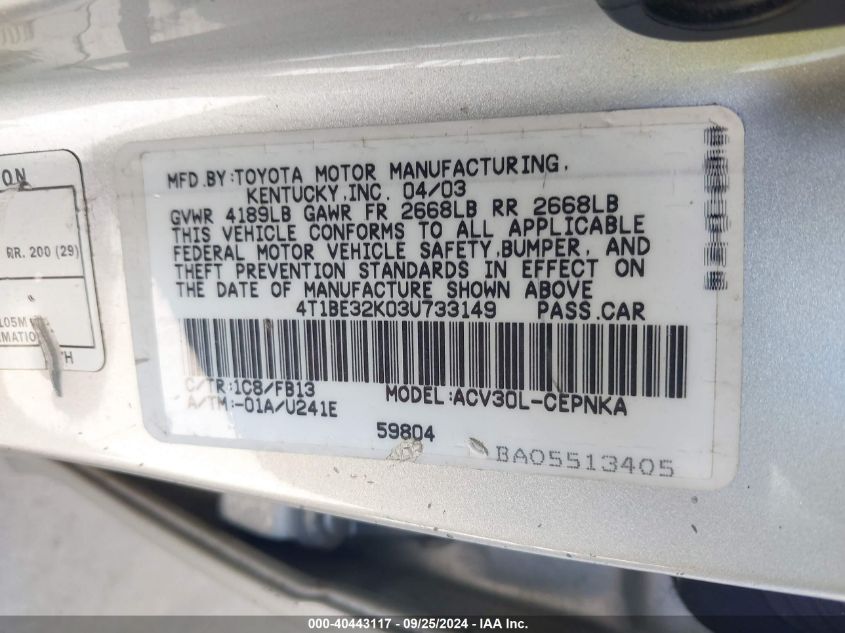 ON
RR. 200 (29)
MFD.BY:TOYOTA MOTOR MANUFACTURING,
KENTUCKY,INC. 04/03
GVWR 4189LB GAWR FR 2668LB RR 2668LB
THIS VEHICLE CONFORMS TO ALL APPLICABLE
FEDERAL MOTOR VEHICLE SAFETY,BUMPER, AND
THEFT PREVENTION STANDARDS IN EFFECT ON
THE DATE OF MANUFACTURE SHOWN ABOVE
4T1BE32K03U733149 PASS.CAR
C/TR:1C8/FB13 MODEL:ACV30L-CEPNKA
A/TM:-01A/U241E
59804
BA05513405
000-40443117 - 09/25/2024 - IAA Inc.